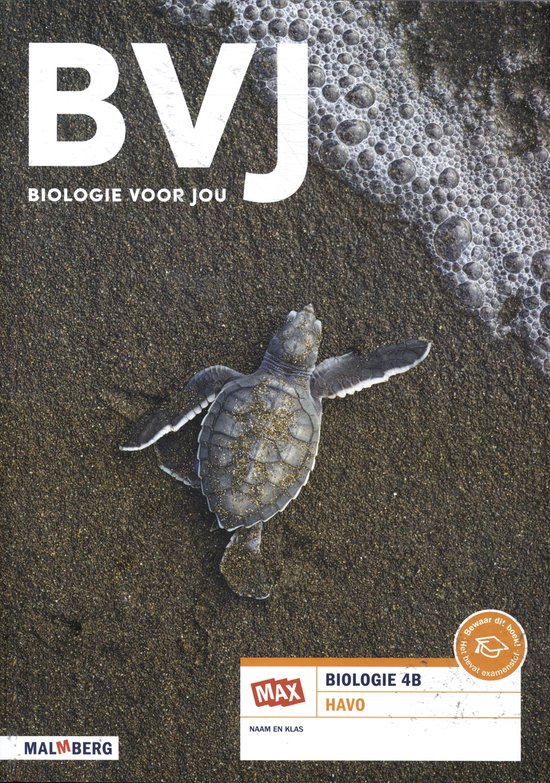 BVJ
BIOLOGIE VOOR JOU
Bewaar dit boek!
Het bevat examenstof.
MAX
BIOLOGIE 4B
HAVO
NAAM EN KLAS
MALMBERG